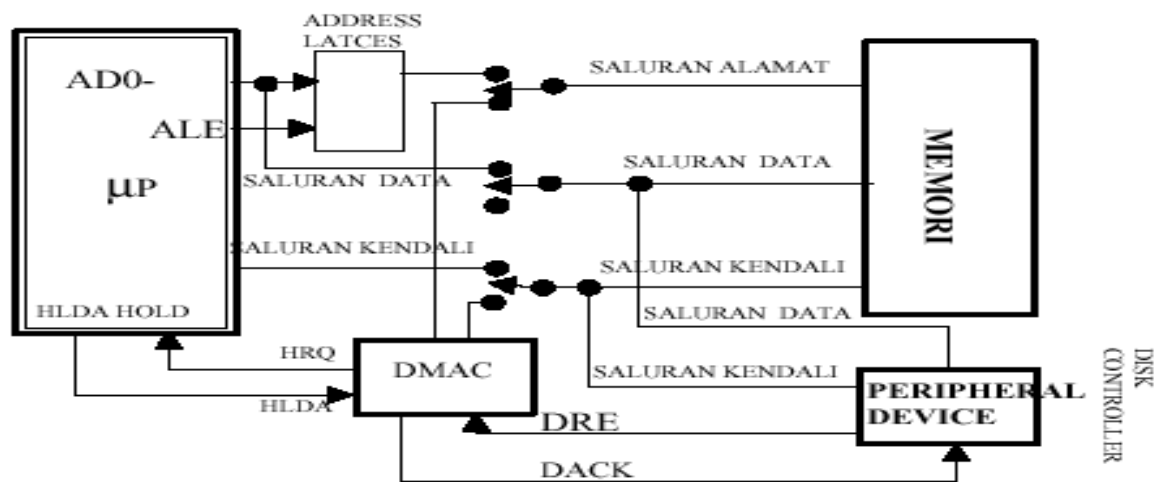 ADDRESS
LATCES
AD0-
ALE
μP
SALURAN ALAMAT
SALURAN DATA
SALURAN DATA
SALURAN KENDALI
SALURAN KENDALI
MEMORI
HLDA HOLD
SALURAN DATA
HRQ
DMAC
SALURAN KENDALI
HLDA
PERIPHERAL
DEVICE
DISK
CONTROLLER
DRE
DACK